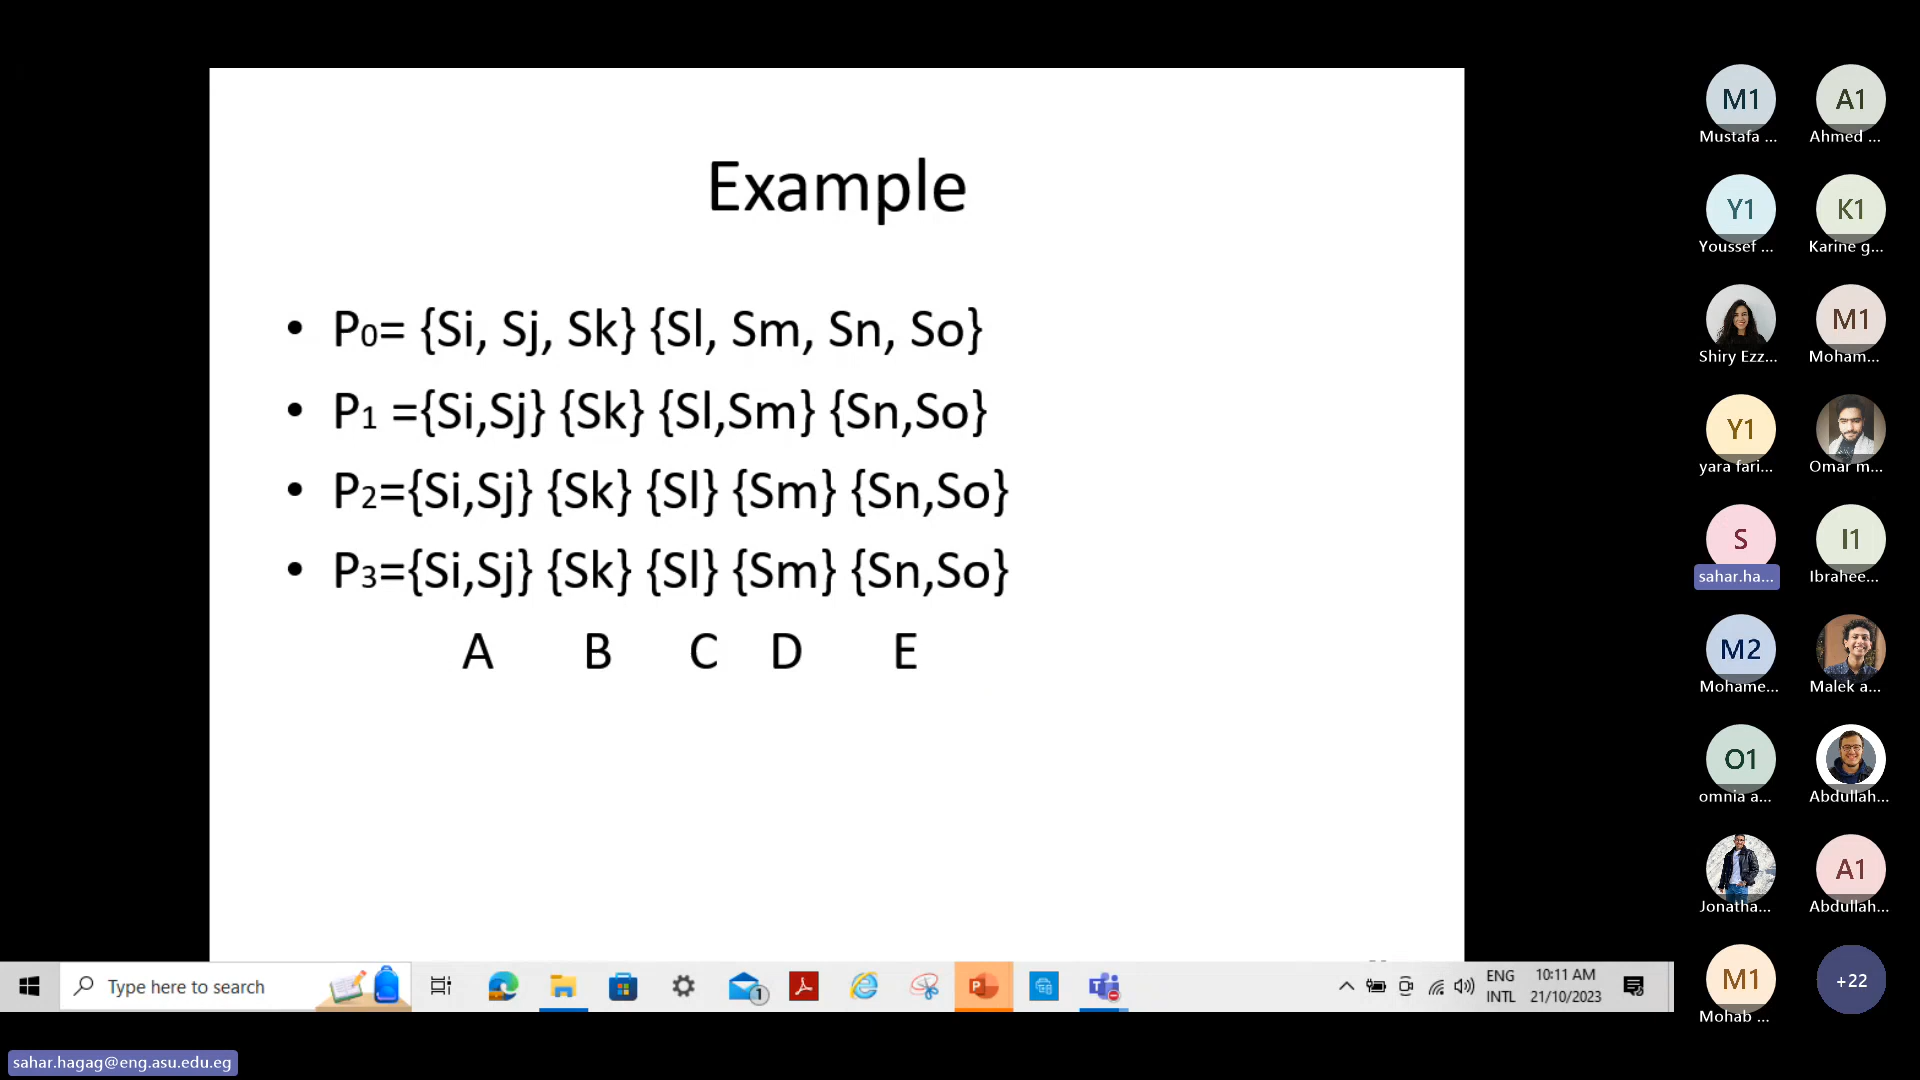 Example
• P0= {Si, Sj, Sk} {Sl, Sm, Sn, So}
• P1 ={Si,Sj} {Sk} {Sl,Sm} {Sn,So}
• P2={Si,Sj} {Sk} {Sl} {Sm} {Sn,So}
• P3={Si,Sj} {Sk} {Sl} {Sm} {Sn,So}
A B C D E
M1 A1
Mustafa ... Ahmed ...
Y1 K1
Youssef ... Karine g...
M1
Shiry Ezz... Moham...
Y1
yara fari... Omar m...
S I1
sahar.ha... Ibrahee...
M2
Mohame... Malek a...
O1
omnia a... Abdullah...
A1
Jonatha... Abdullah...
M1 +22
Mohab ...
Type here to search
1
ENG 10:11 AM
INTL 21/10/2023
sahar.hagag@eng.asu.edu.eg